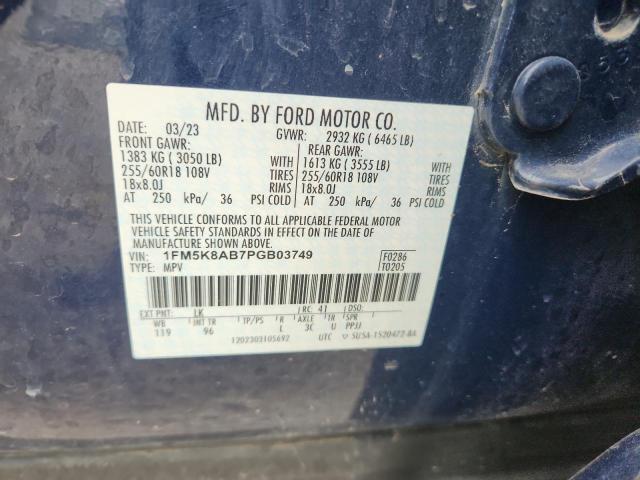 MFD. BY FORD MOTOR CO.
DATE: 03/23 GVWR: 2932 KG ( 6465 LB)
FRONT GAWR: REAR GAWR:
1383 KG ( 3050 LB) WITH 1613 KG ( 3555 LB) WITH
255/60R18 108V TIRES 255/60R18 108V TIRES
18x8.0J RIMS 18x8.0J RIMS
AT 250 kPa/ 36 PSI COLD AT 250 kPa/ 36 PSI COLD
THIS VEHICLE CONFORMS TO ALL APPLICABLE FEDERAL MOTOR
VEHICLE SAFETY STANDARDS IN EFFECT ON THE DATE OF
MANUFACTURE SHOWN ABOVE.
VIN: 1FM5K8AB7PGB03749 F0286
TYPE: MPV T0205
EXT PNT: LK RC: 41 DSO:
WB INT TR TP/PS R AXLE TR SPR
119 96 L 3C U PPJJ
1202303105692 UTC